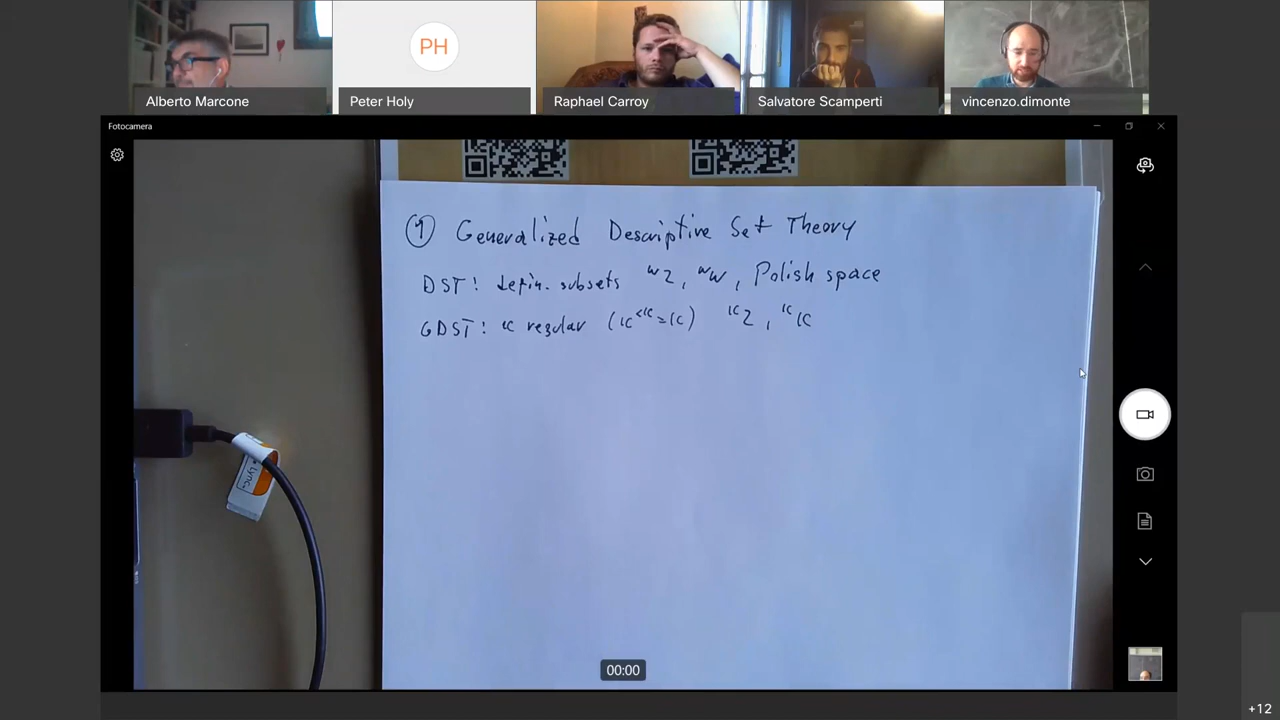 PH
Alberto Marcone
Peter Holy
Raphael Carroy
Salvatore Scamperti
vincenzo.dimonte
Fotocamera
① Generalized Descriptive Set Theory
DST: defin. subsets ^ω2, ^ωω, Polish space
GDST: κ regular (κ^{<κ}=κ) ^κ2, ^κκ
Lync
00:00
+12